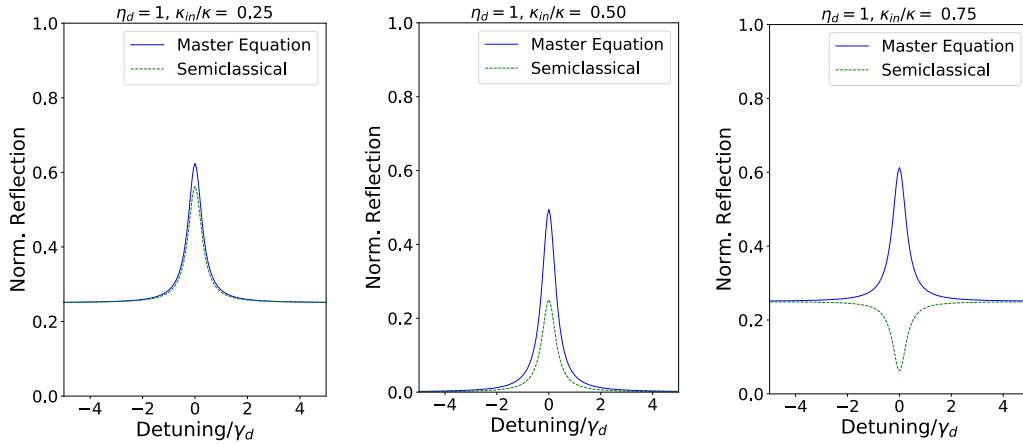 η_d = 1, κ_in/κ = 0.25
Norm. Reflection
1.0
0.8
0.6
0.4
0.2
0.0
Master Equation
Semiclassical
−4 −2 0 2 4
Detuning/γ_d
η_d = 1, κ_in/κ = 0.50
Norm. Reflection
1.0
0.8
0.6
0.4
0.2
0.0
Master Equation
Semiclassical
−4 −2 0 2 4
Detuning/γ_d
η_d = 1, κ_in/κ = 0.75
Norm. Reflection
1.0
0.8
0.6
0.4
0.2
0.0
Master Equation
Semiclassical
−4 −2 0 2 4
Detuning/γ_d